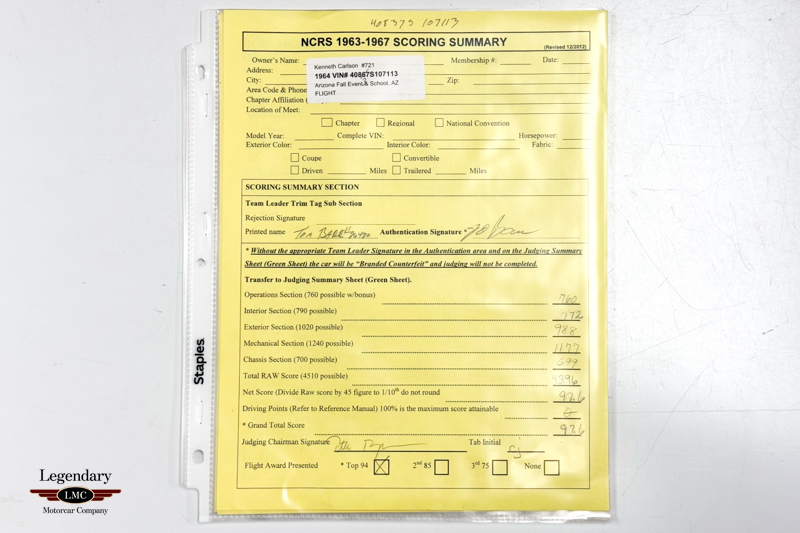 408375 107113
NCRS 1963-1967 SCORING SUMMARY (Revised 12/2012)
Owner's Name: Membership #: Date:
Kenneth Carlson #721
Address:
1964 VIN# 40867S107113
City: Zip:
Arizona Fall Event & School, AZ
Area Code & Phone
FLIGHT
Chapter Affiliation (
Location of Meet:
Chapter Regional National Convention
Model Year: Complete VIN: Horsepower:
Exterior Color: Interior Color: Fabric:
Coupe Convertible
Driven Miles Trailered Miles
SCORING SUMMARY SECTION
Team Leader Trim Tag Sub Section
Rejection Signature
Printed name Tom Authentication Signature *
* Without the appropriate Team Leader Signature in the Authentication area and on the Judging Summary
Sheet (Green Sheet) the car will be "Branded Counterfeit" and judging will not be completed.
Transfer to Judging Summary Sheet (Green Sheet).
Operations Section (760 possible w/bonus) 760
Interior Section (790 possible) 772
Exterior Section (1020 possible) 988
Mechanical Section (1240 possible) 1177
Chassis Section (700 possible) 699
Total RAW Score (4510 possible) 4396
Net Score (Divide Raw score by 45 figure to 1/10th do not round 97.6
Driving Points (Refer to Reference Manual) 100% is the maximum score attainable
* Grand Total Score 97.6
Judging Chairman Signature Tab Initial
Flight Award Presented * Top 94 2nd 85 3rd 75 None
Staples.
Legendary
LMC
Motorcar Company